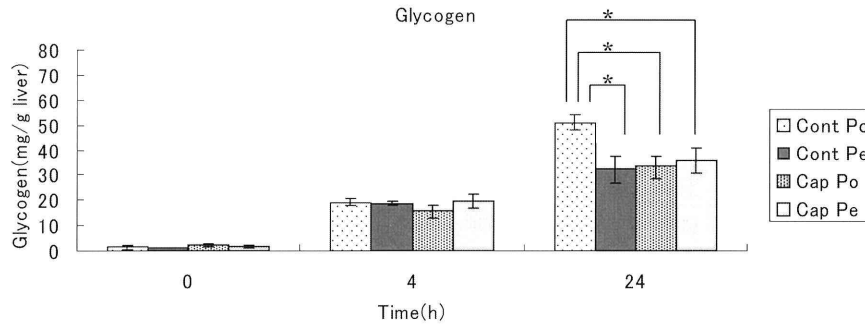 Glycogen
Glycogen(mg/g liver)
80
70
60
50
40
30
20
10
0
*
*
*
0
4
24
Time(h)
Cont Po
Cont Pe
Cap Po
Cap Pe